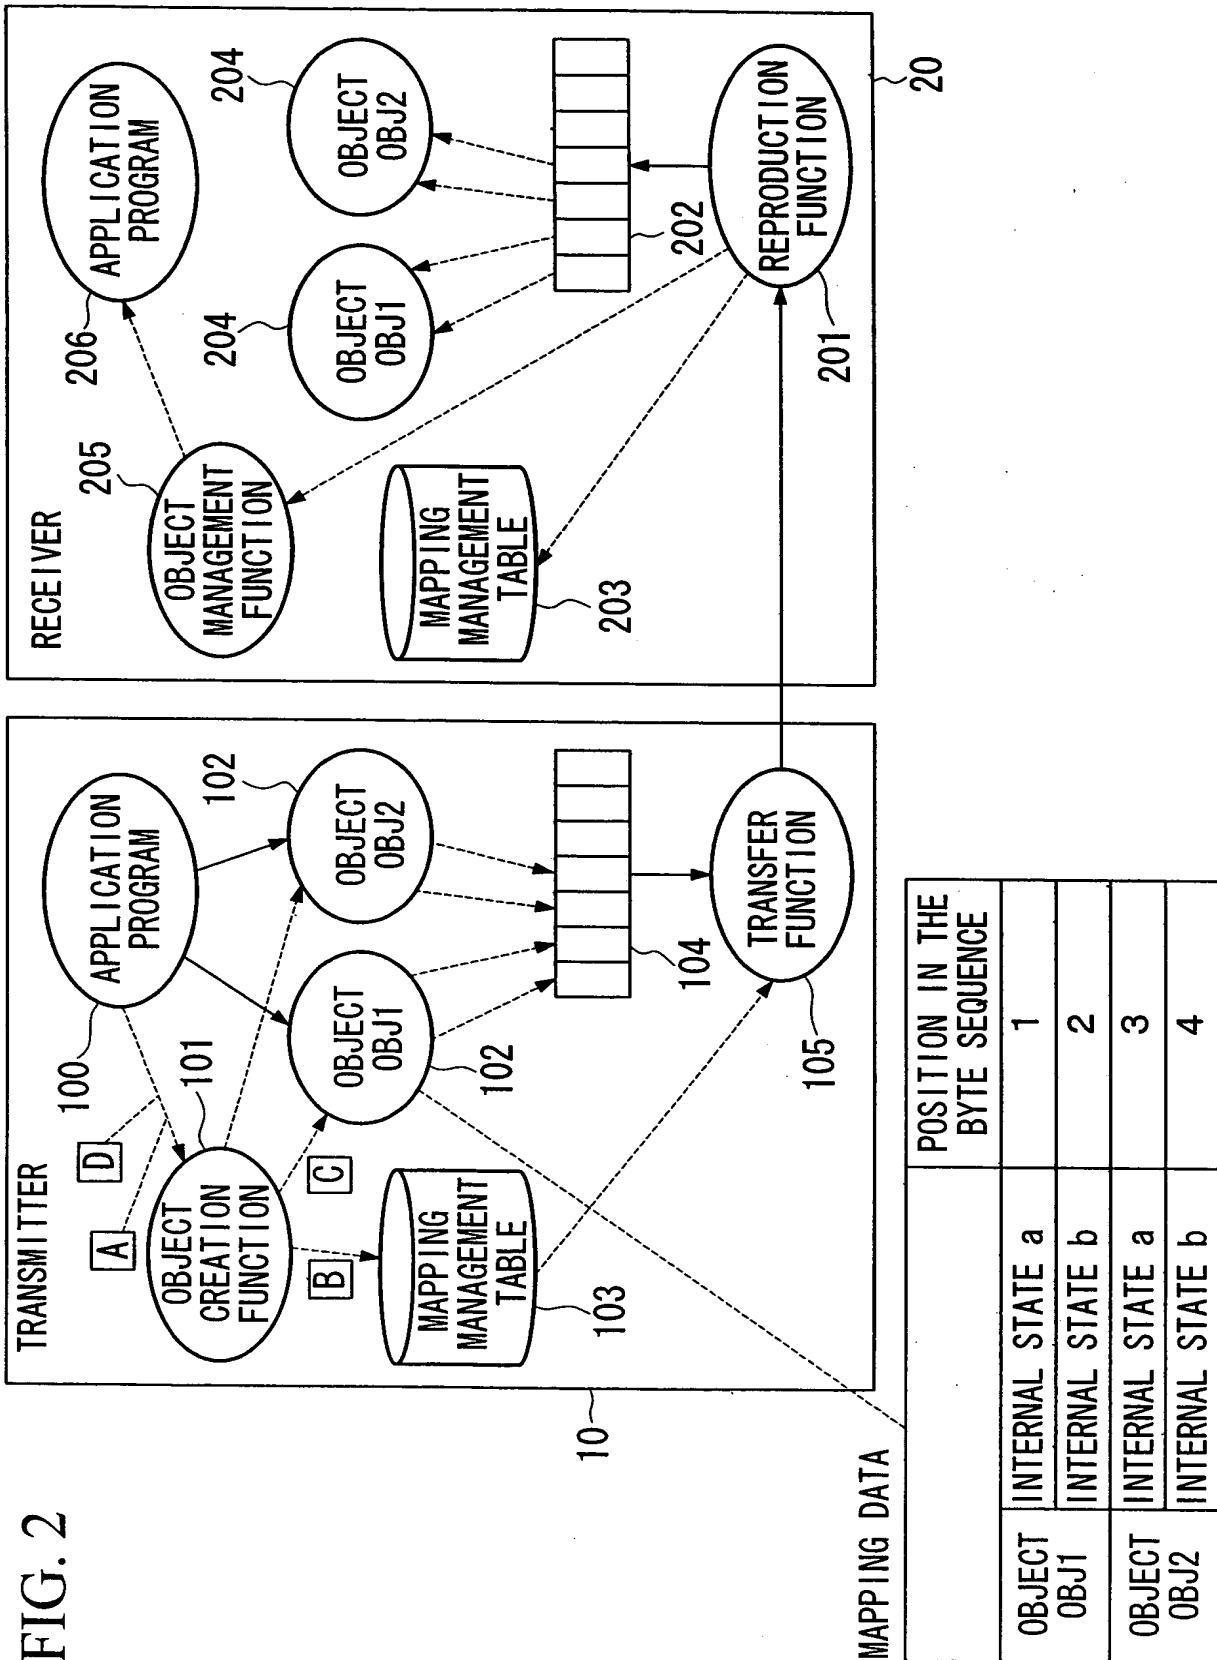 FIG. 2
TRANSMITTER
100
APPLICATION
PROGRAM
D
A
101
OBJECT
CREATION
FUNCTION
102
OBJECT
OBJ2
C
OBJECT
OBJ1
102
B
MAPPING
MANAGEMENT
TABLE
103
104
TRANSFER
FUNCTION
105
10
RECEIVER
206
APPLICATION
PROGRAM
205
OBJECT
MANAGEMENT
FUNCTION
204
OBJECT
OBJ1
204
OBJECT
OBJ2
MAPPING
MANAGEMENT
TABLE
203
202
REPRODUCTION
FUNCTION
201
20
MAPPING DATA
POSITION IN THE
BYTE SEQUENCE
OBJECT
OBJ1
INTERNAL STATE a 1
INTERNAL STATE b 2
OBJECT
OBJ2
INTERNAL STATE a 3
INTERNAL STATE b 4